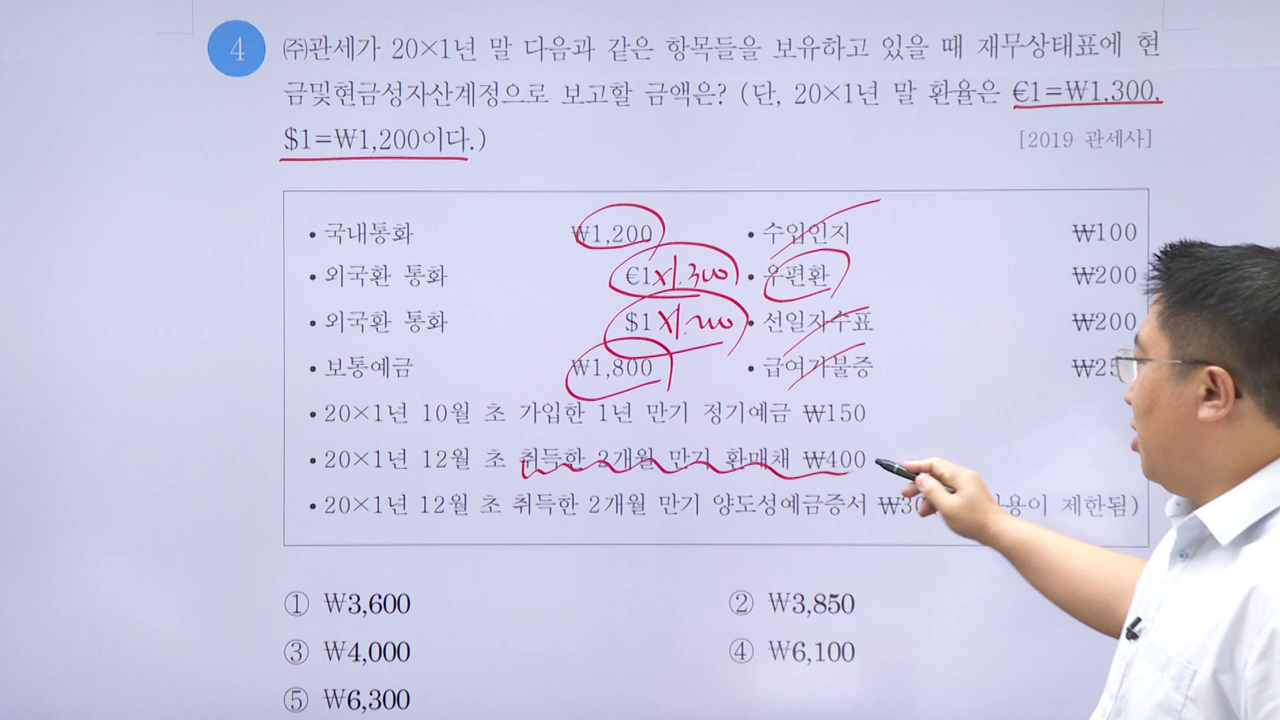 4
㈜관세가 20×1년 말 다음과 같은 항목들을 보유하고 있을 때 재무상태표에 현
금및현금성자산계정으로 보고할 금액은? (단, 20×1년 말 환율은 €1=₩1,300,
$1=₩1,200이다.)
[2019 관세사]
• 국내통화 ₩1,200 • 수입인지 ₩100
• 외국환 통화 €1 ×1.300 • 우편환 ₩200
• 외국환 통화 $1 ×1.200 • 선일자수표 ₩200
• 보통예금 ₩1,800 • 급여가불증
• 20×1년 10월 초 가입한 1년 만기 정기예금 ₩150
• 20×1년 12월 초 취득한 2개월 만기 환매채 ₩400
• 20×1년 12월 초 취득한 2개월 만기 양도성예금증서 제한됨)
① ₩3,600
② ₩3,850
③ ₩4,000
④ ₩6,100
⑤ ₩6,300